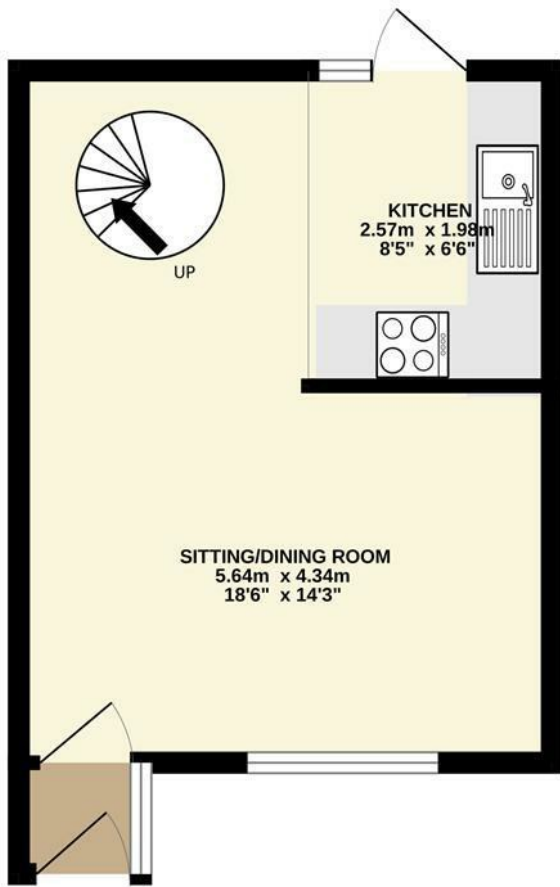 KITCHEN
2.57m x 1.98m
8'5" x 6'6"
UP
SITTING/DINING ROOM
5.64m x 4.34m
18'6" x 14'3"